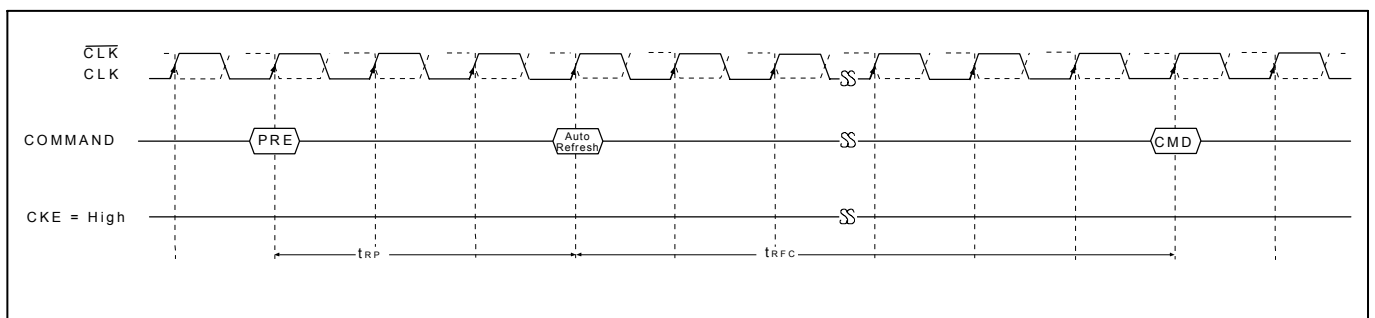 CLK
CLK
COMMAND
PRE
Auto
Refresh
CMD
CKE = High
tRP
tRFC